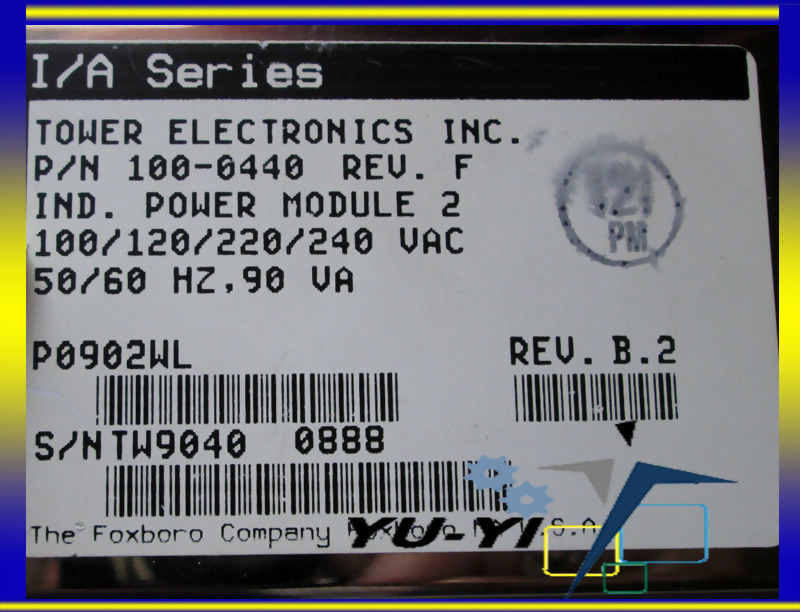 I/A Series
TOWER ELECTRONICS INC.
P/N 100-0440 REV. F
IND. POWER MODULE 2
100/120/220/240 VAC
50/60 HZ,90 VA
PM
P0902WL
REV. B.2
S/N TW9040 0888
The Foxboro Company
YU-YI